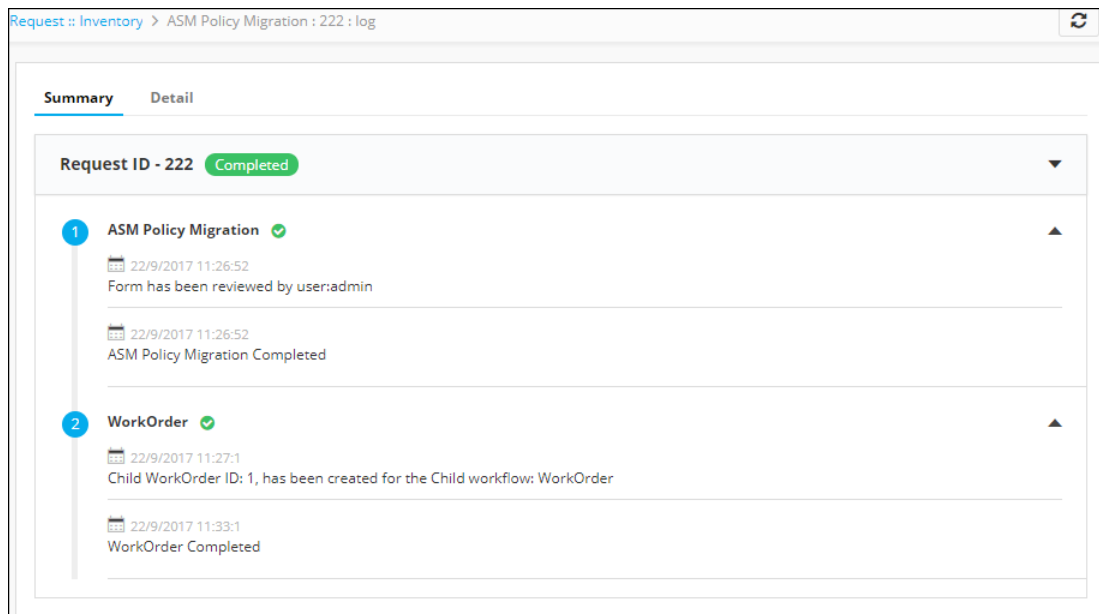 Request :: Inventory > ASM Policy Migration : 222 : log
Summary Detail
Request ID - 222 Completed
1 ASM Policy Migration
22/9/2017 11:26:52
Form has been reviewed by user:admin
22/9/2017 11:26:52
ASM Policy Migration Completed
2 WorkOrder
22/9/2017 11:27:1
Child WorkOrder ID: 1, has been created for the Child workflow: WorkOrder
22/9/2017 11:33:1
WorkOrder Completed